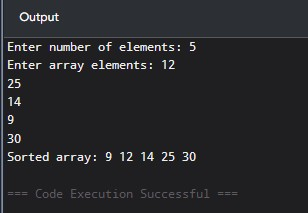 Output
Enter number of elements: 5
Enter array elements: 12
25
14
9
30
Sorted array: 9 12 14 25 30
=== Code Execution Successful ===